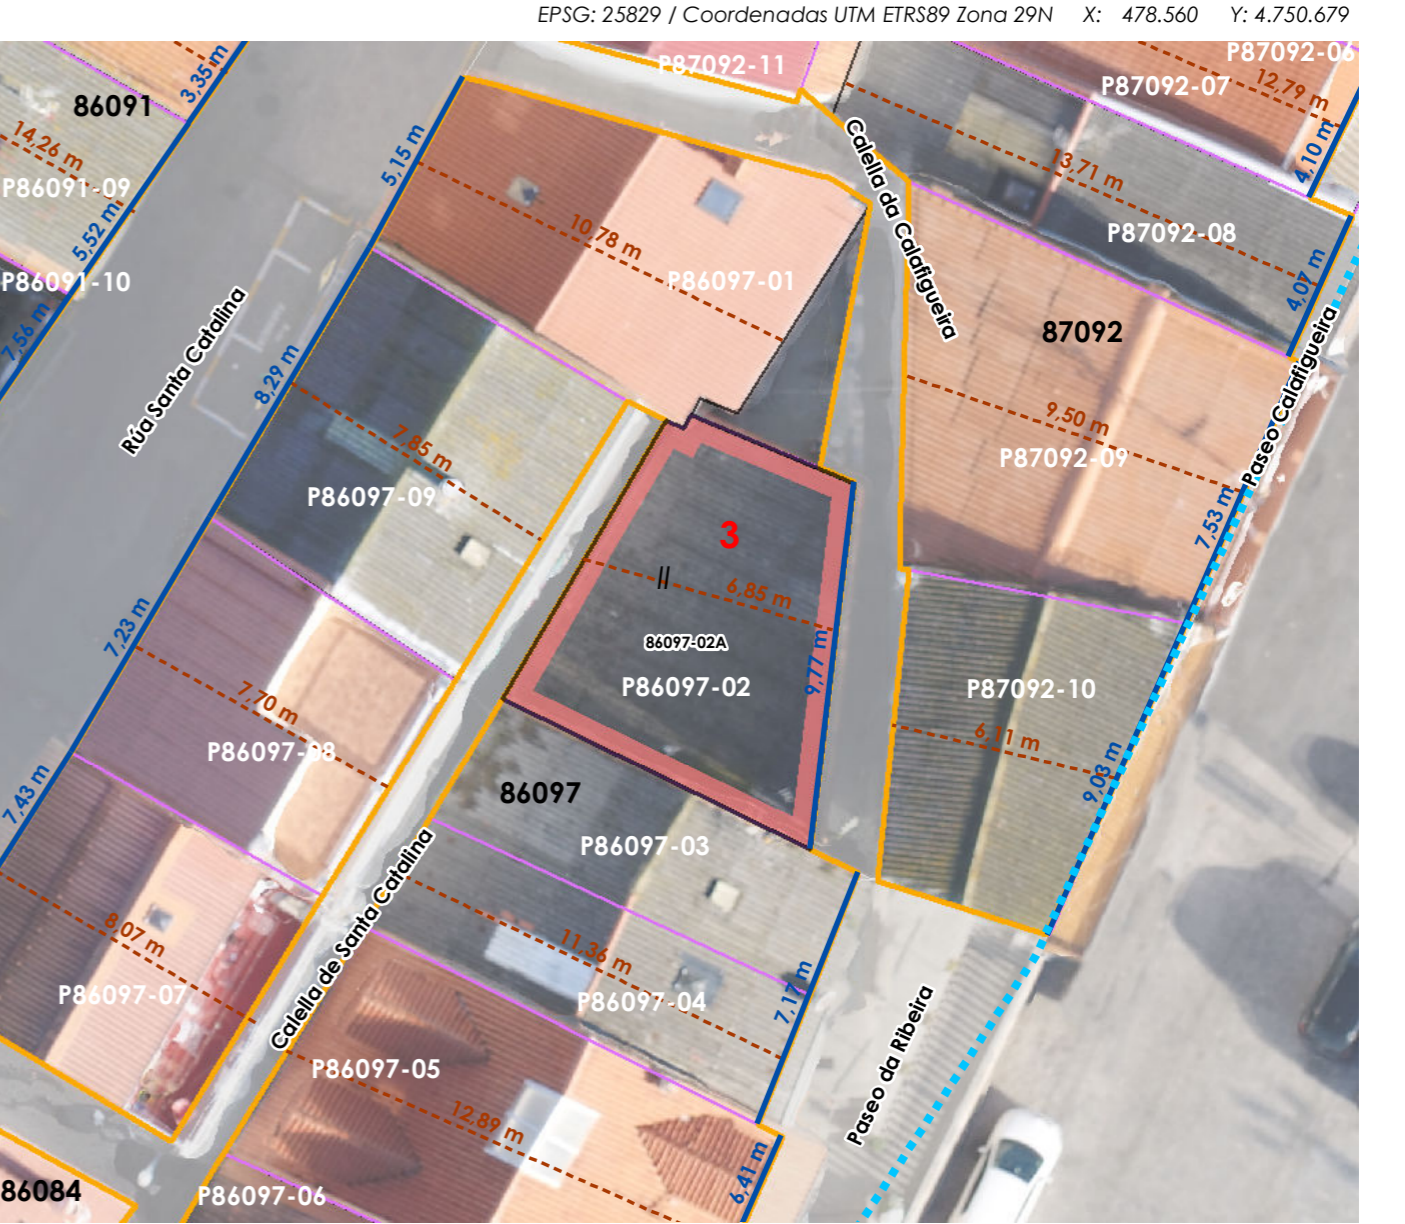 EPSG: 25829 / Coordenadas UTM ETRS89 Zona 29N X: 478.560 Y: 4.750.679
P87092-11
P87092-06
3,35 m
86091
P87092-07
12,79 m
14,26 m
5,15 m
Calella da Calafigueira
13,71 m
4,10 m
P86091-09
5,52 m
10,78 m
P87092-08
P86091-10
P86097-01
4,07 m
7,56 m
Rúa Santa Catalina
87092
Paseo Calafigueira
8,29 m
7,85 m
9,50 m
P87092-09
P86097-09
7,53 m
3
II
6,85 m
7,23 m
86097-02A
9,77 m
P86097-02
P87092-10
7,70 m
P86097-08
6,11 m
7,43 m
86097
9,03 m
P86097-03
Calella de Santa Catalina
8,07 m
11,36 m
P86097-07
P86097-04
7,17 m
Paseo da Ribeira
P86097-05
12,89 m
6,41 m
86084
P86097-06